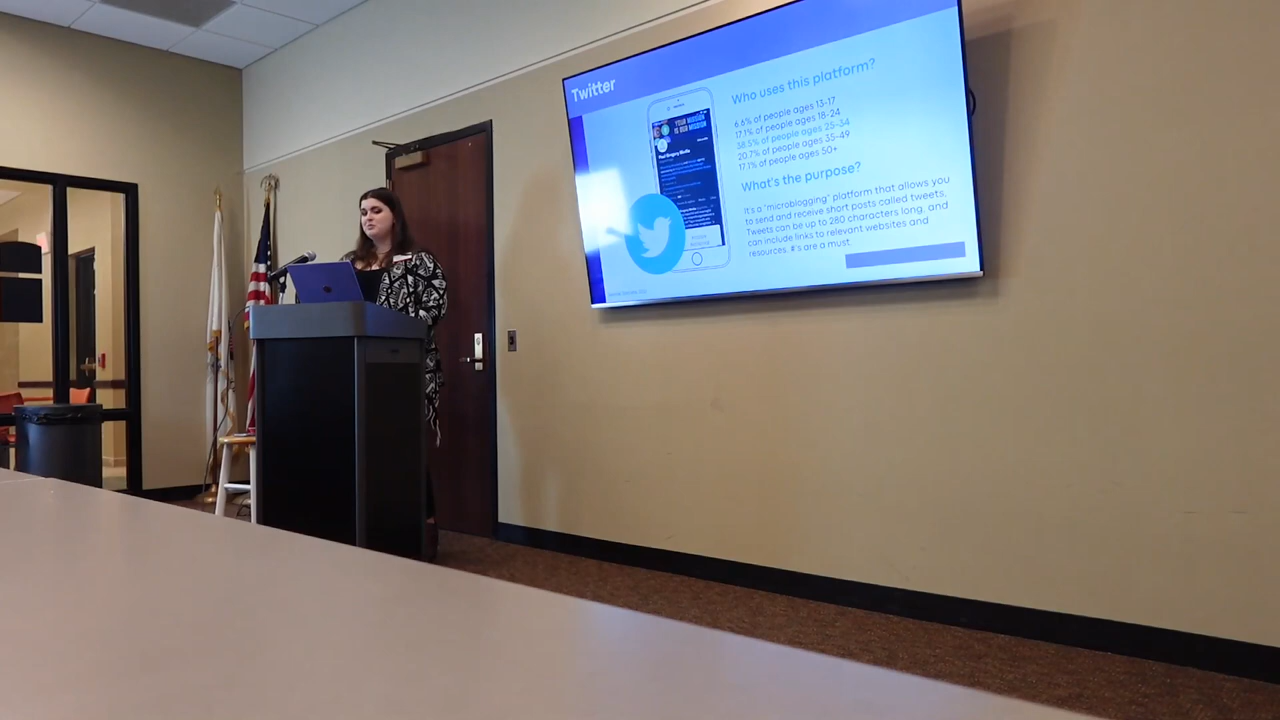 Twitter
YOUR MISSION
IS OUR MISSION
Who uses this platform?
6.6% of people ages 13-17
17.1% of people ages 18-24
38.5% of people ages 25-34
20.7% of people ages 35-49
17.1% of people ages 50+
What's the purpose?
It's a "microblogging" platform that allows you
to send and receive short posts called tweets.
Tweets can be up to 280 characters long, and
can include links to relevant websites and
resources. #'s are a must.